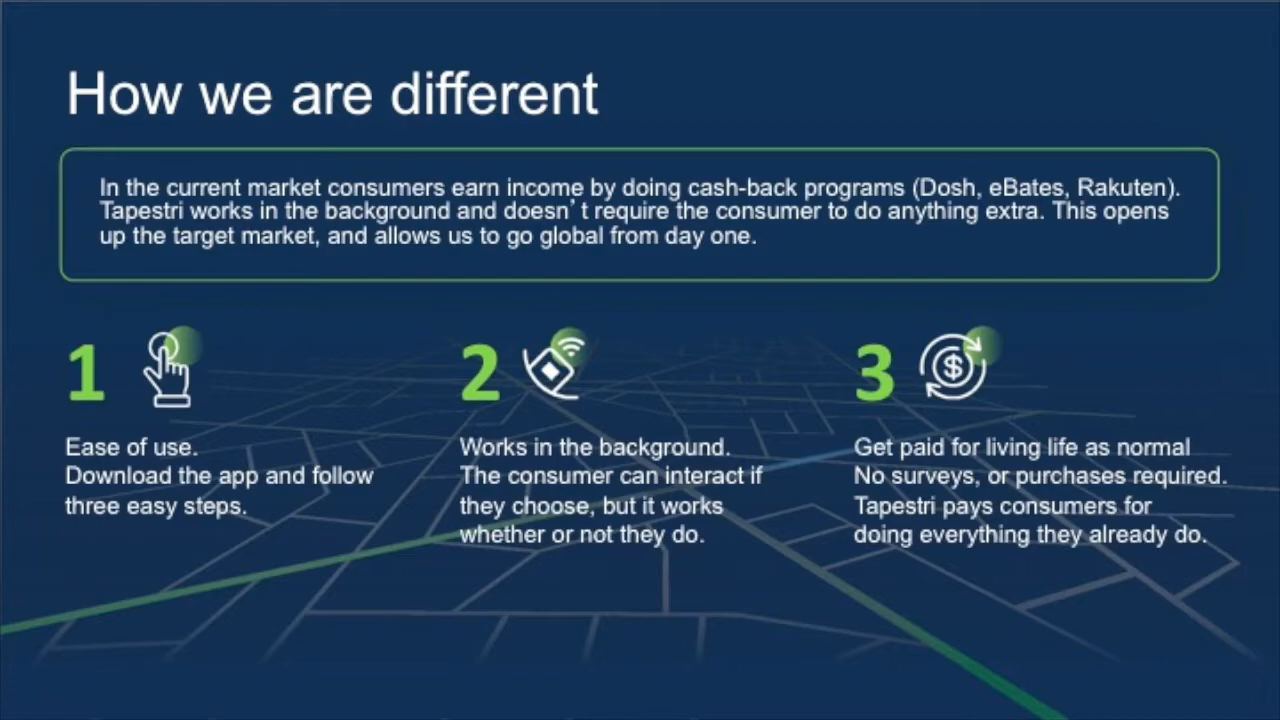 How we are different
In the current market consumers earn income by doing cash-back programs (Dosh, eBates, Rakuten).
Tapestri works in the background and doesn’t require the consumer to do anything extra. This opens
up the target market, and allows us to go global from day one.
1
2
3
Ease of use.
Download the app and follow
three easy steps.
Works in the background.
The consumer can interact if
they choose, but it works
whether or not they do.
Get paid for living life as normal
No surveys, or purchases required.
Tapestri pays consumers for
doing everything they already do.